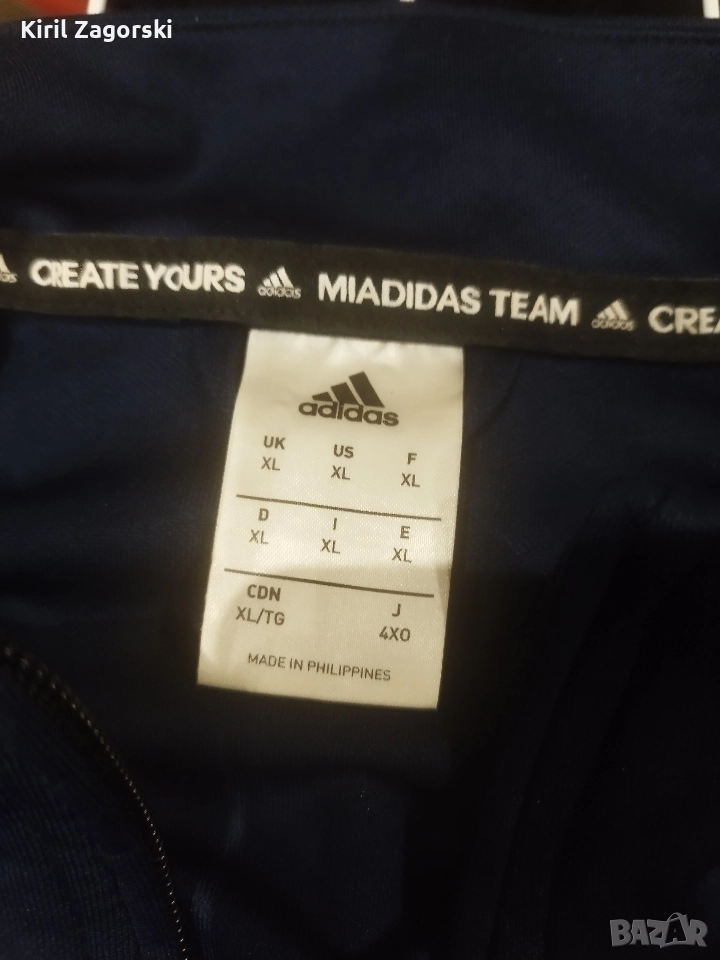 Kiril Zagorski
CREATE YOURS adidas MIADIDAS TEAM adidas CREA
adidas
UK US F
XL XL XL
D I E
XL XL XL
CDN J
XL/TG 4XO
MADE IN PHILIPPINES
BAZAR